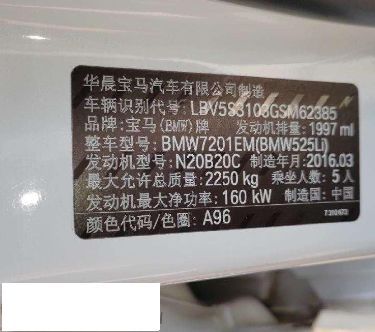 华晨宝马汽车有限公司制造
车辆识别代号:LBV5S3103GSM62385
品牌:宝马(BMW)牌 发动机排量:1997 ml
整车型号:BMW7201EM(BMW525Li)
发动机型号:N20B20C 制造年月:2016.03
最大允许总质量:2250 kg 乘坐人数:5人
发动机最大净功率:160 kW 制造国:中国
颜色代码/色圈:A96